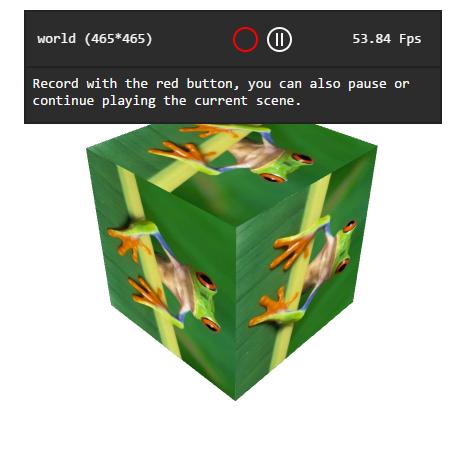 world (465*465)
53.84 Fps
Record with the red button, you can also pause or
continue playing the current scene.